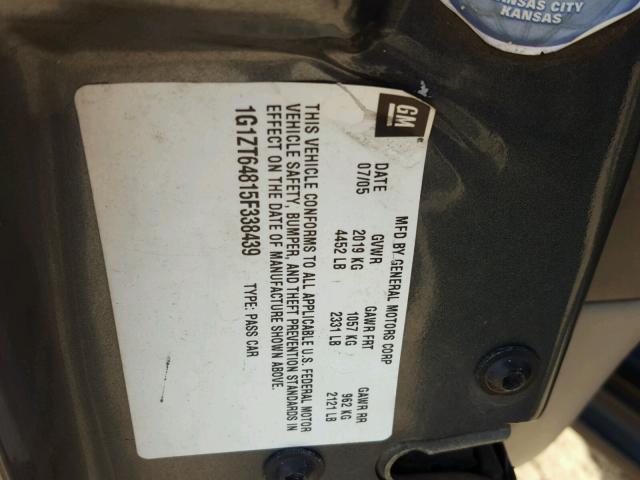 KANSAS CITY
KANSAS
GM
MFD BY GENERAL MOTORS CORP
DATE GVWR GAWR FRT GAWR RR
07/05 2019 KG 1057 KG 962 KG
4452 LB 2331 LB 2121 LB
THIS VEHICLE CONFORMS TO ALL APPLICABLE U.S. FEDERAL MOTOR
VEHICLE SAFETY, BUMPER, AND THEFT PREVENTION STANDARDS IN
EFFECT ON THE DATE OF MANUFACTURE SHOWN ABOVE.
1G1ZT64815F338439 TYPE: PASS CAR